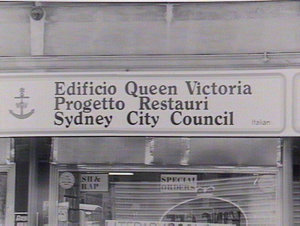 Edificio Queen Victoria
Progetto Restauri
Sydney City Council
Italian
SPECIAL
ORDERS